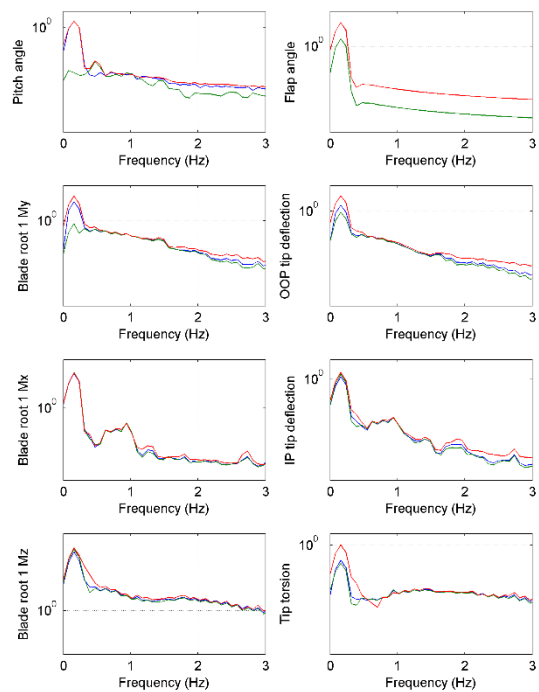 Pitch angle
10⁰
0 1 2 3
Frequency (Hz)
Flap angle
10⁰
0 1 2 3
Frequency (Hz)
Blade root 1 My
10⁰
0 1 2 3
Frequency (Hz)
OOP tip deflection
10⁰
0 1 2 3
Frequency (Hz)
Blade root 1 Mx
10⁰
0 1 2 3
Frequency (Hz)
IP tip deflection
10⁰
0 1 2 3
Frequency (Hz)
Blade root 1 Mz
10⁰
0 1 2 3
Frequency (Hz)
Tip torsion
10⁰
0 1 2 3
Frequency (Hz)